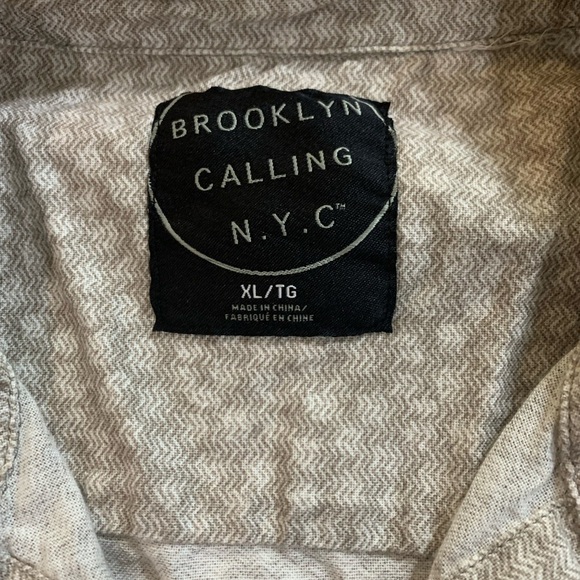 BROOKLYN
CALLING
N.Y.C™
XL/TG
MADE IN CHINA/
FABRIQUÉ EN CHINE